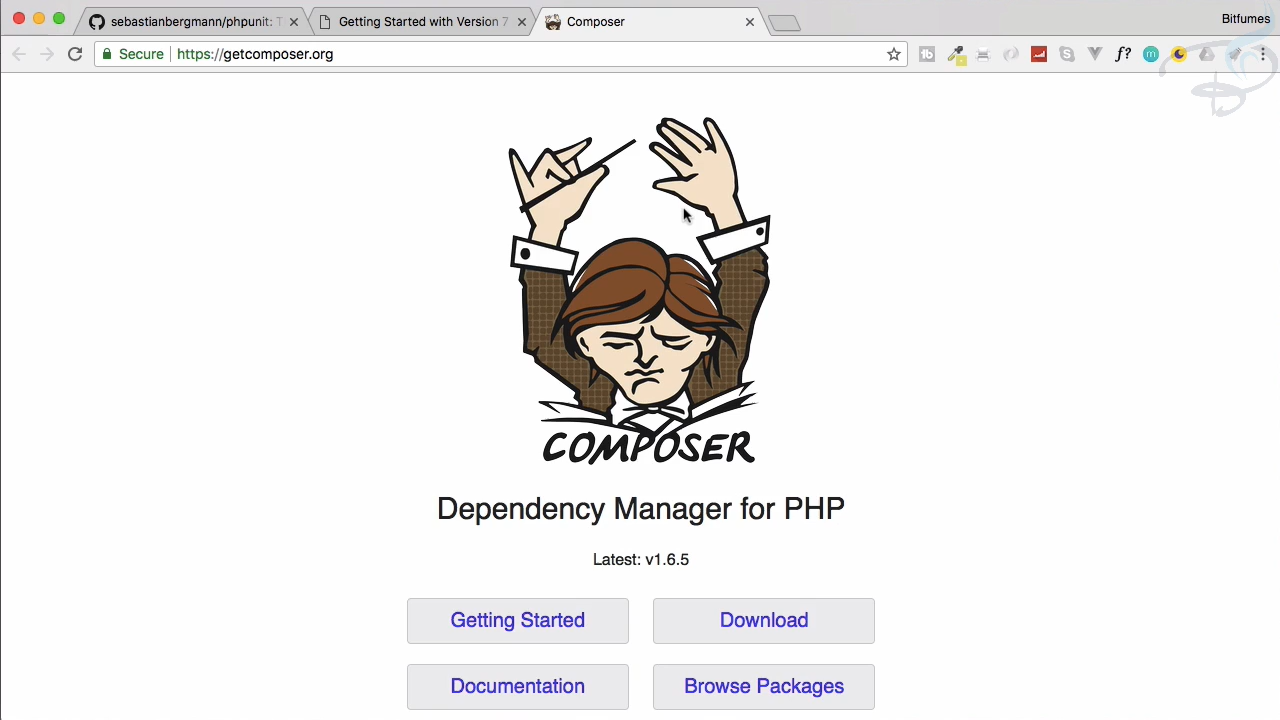 sebastianbergmann/phpunit: T
Getting Started with Version 7
Composer
Bitfumes
Secure
https://getcomposer.org
COMPOSER
Dependency Manager for PHP
Latest: v1.6.5
Getting Started
Download
Documentation
Browse Packages